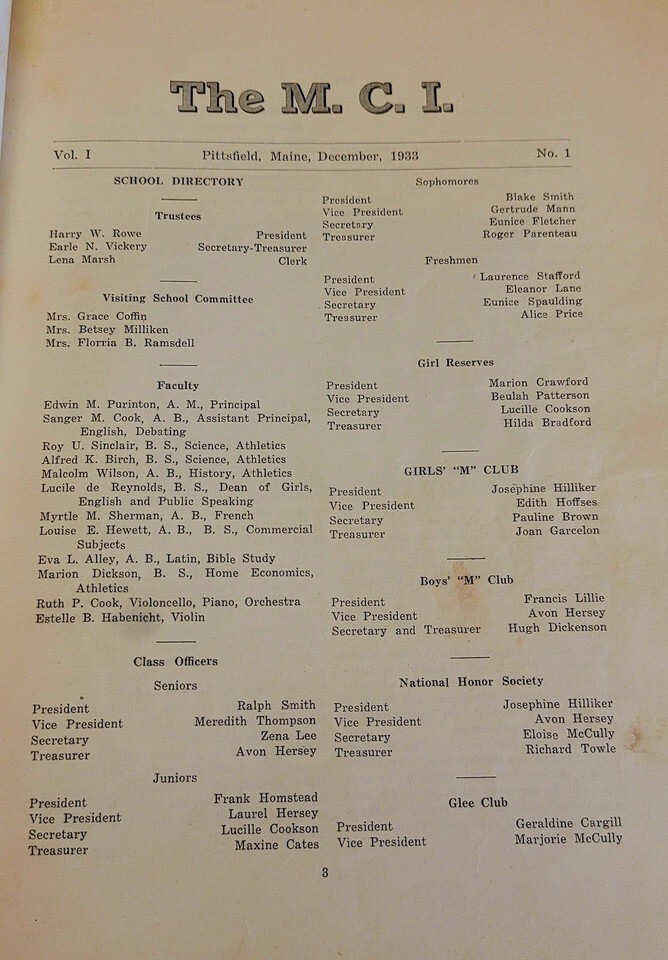 The M. C. I.
Vol. I Pittsfield, Maine, December, 1933 No. 1
SCHOOL DIRECTORY
Trustees
Harry W. Rowe President
Earle N. Vickery Secretary-Treasurer
Lena Marsh Clerk
Visiting School Committee
Mrs. Grace Coffin
Mrs. Betsey Milliken
Mrs. Florria B. Ramsdell
Faculty
Edwin M. Purinton, A. M., Principal
Sanger M. Cook, A. B., Assistant Principal,
English, Debating
Roy U. Sinclair, B. S., Science, Athletics
Alfred K. Birch, B. S., Science, Athletics
Malcolm Wilson, A. B., History, Athletics
Lucile de Reynolds, B. S., Dean of Girls,
English and Public Speaking
Myrtle M. Sherman, A. B., French
Louise E. Hewett, A. B., B. S., Commercial
Subjects
Eva L. Alley, A. B., Latin, Bible Study
Marion Dickson, B. S., Home Economics,
Athletics
Ruth P. Cook, Violoncello, Piano, Orchestra
Estelle B. Habenicht, Violin
Class Officers
Seniors
President Ralph Smith
Vice President Meredith Thompson
Secretary Zena Lee
Treasurer Avon Hersey
Juniors
President Frank Homstead
Vice President Laurel Hersey
Secretary Lucille Cookson
Treasurer Maxine Cates
Sophomores
President Blake Smith
Vice President Gertrude Mann
Secretary Eunice Fletcher
Treasurer Roger Parenteau
Freshmen
President Laurence Stafford
Vice President Eleanor Lane
Secretary Eunice Spaulding
Treasurer Alice Price
Girl Reserves
President Marion Crawford
Vice President Beulah Patterson
Secretary Lucille Cookson
Treasurer Hilda Bradford
GIRLS' "M" CLUB
President Josephine Hilliker
Vice President Edith Hoffses
Secretary Pauline Brown
Treasurer Joan Garcelon
Boys' "M" Club
President Francis Lillie
Vice President Avon Hersey
Secretary and Treasurer Hugh Dickenson
National Honor Society
President Josephine Hilliker
Vice President Avon Hersey
Secretary Eloise McCully
Treasurer Richard Towle
Glee Club
President Geraldine Cargill
Vice President Marjorie McCully
3